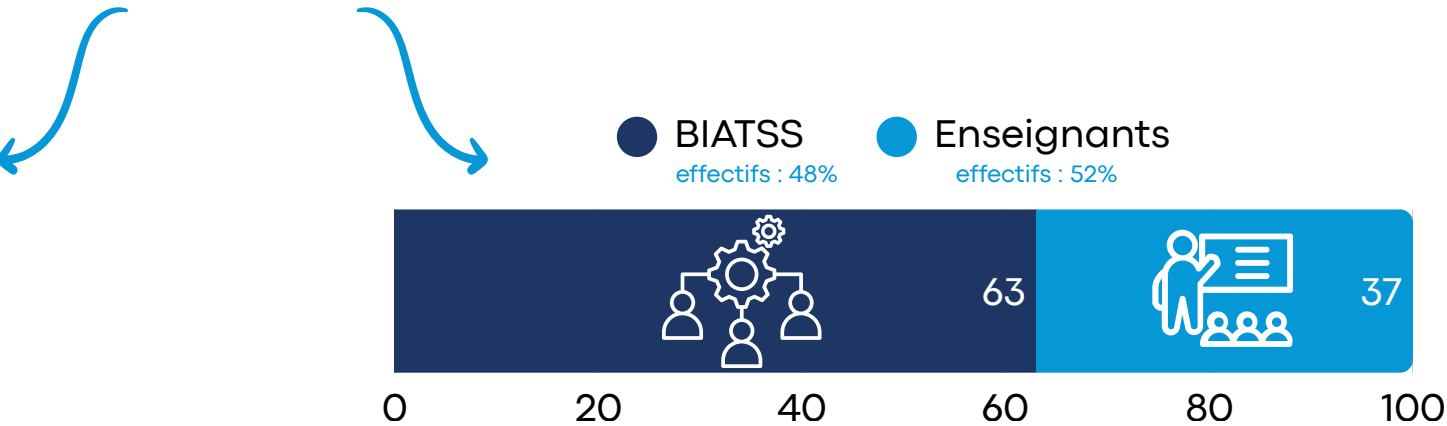 BIATSS Enseignants
effectifs : 48% effectifs : 52%
63 37
0 20 40 60 80 100